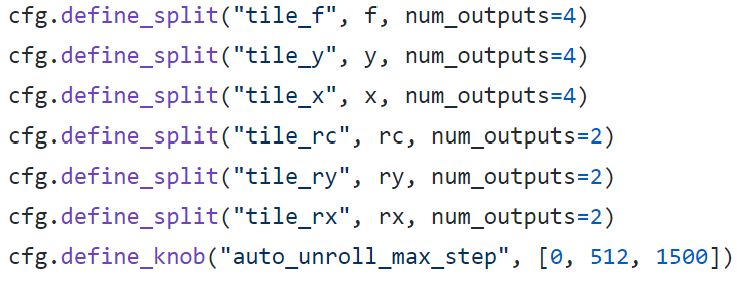 cfg.define_split("tile_f", f, num_outputs=4)
cfg.define_split("tile_y", y, num_outputs=4)
cfg.define_split("tile_x", x, num_outputs=4)
cfg.define_split("tile_rc", rc, num_outputs=2)
cfg.define_split("tile_ry", ry, num_outputs=2)
cfg.define_split("tile_rx", rx, num_outputs=2)
cfg.define_knob("auto_unroll_max_step", [0, 512, 1500])